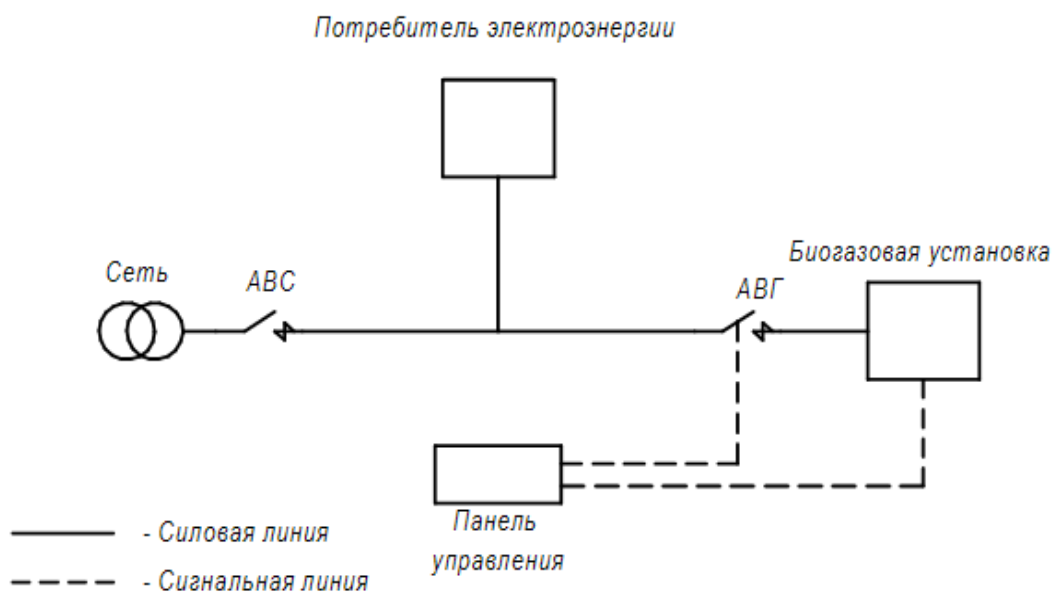 Потребитель электроэнергии
Биогазовая установка
Сеть
АВС
АВГ
Панель
управления
- Силовая линия
- Сигнальная линия